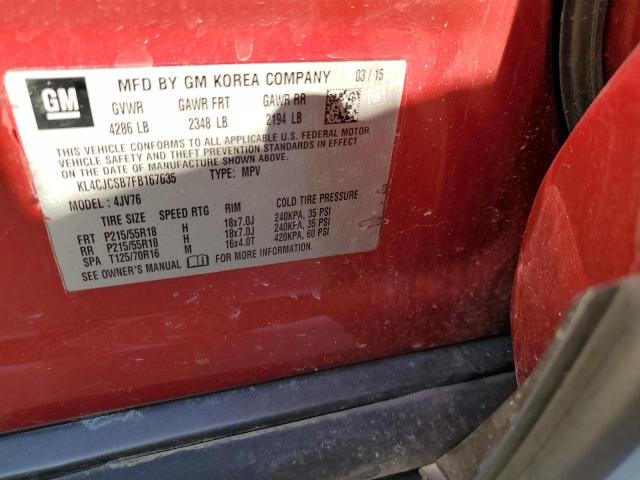 GM
MFD BY GM KOREA COMPANY 03/15
GVWR GAWR FRT GAWR RR
4286 LB 2348 LB 2194 LB
THIS VEHICLE CONFORMS TO ALL APPLICABLE U.S. FEDERAL MOTOR
VEHICLE SAFETY AND THEFT PREVENTION STANDARDS IN EFFECT
ON THE DATE OF MANUFACTURE SHOWN ABOVE.
KL4CJCSB7FB167635 TYPE: MPV
MODEL: 4JV76
TIRE SIZE SPEED RTG RIM COLD TIRE PRESSURE
FRT P215/55R18 H 18x7.0J 240KPA, 35 PSI
RR P215/55R18 H 18x7.0J 240KPA, 35 PSI
SPA T125/70R16 M 16x4.0T 420KPA, 60 PSI
SEE OWNER'S MANUAL FOR MORE INFORMATION.